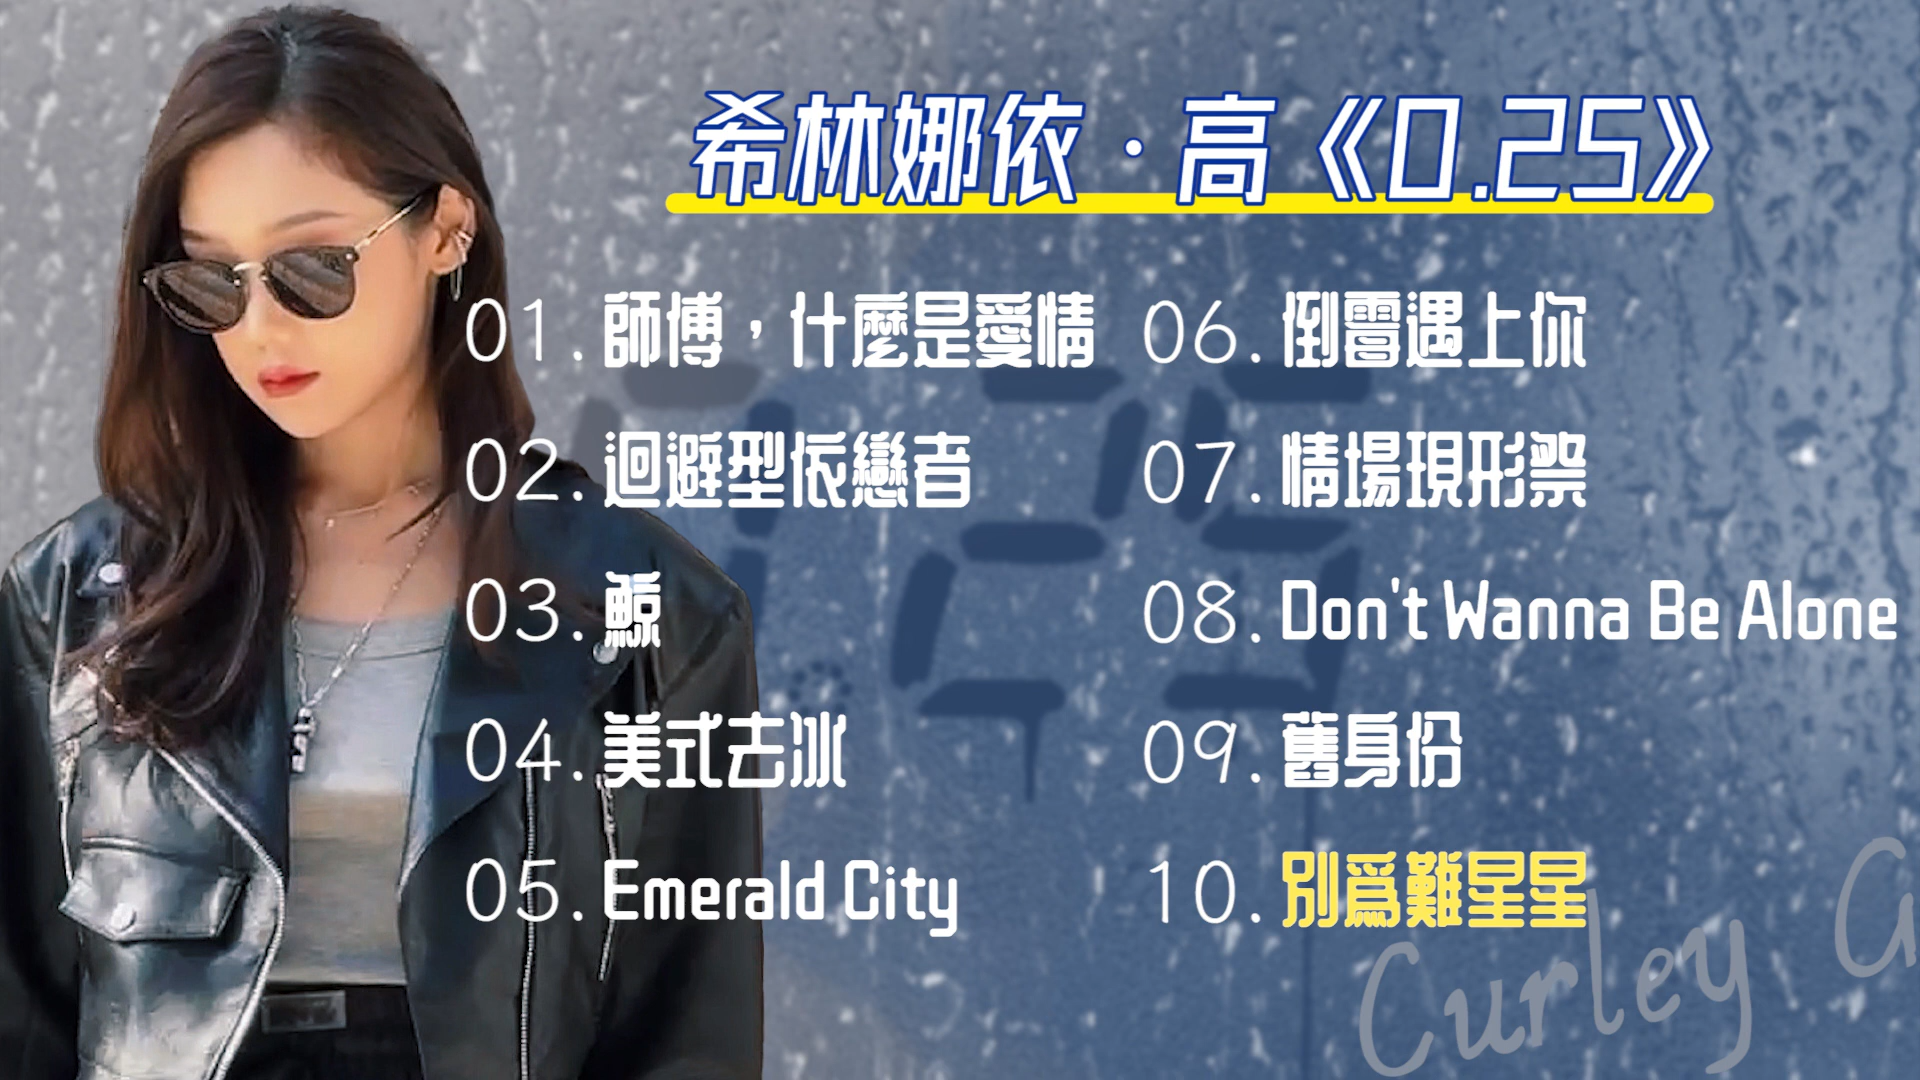 希林娜依·高《0.25》
01.師傅，什麼是愛情
02.迴避型依戀者
03.鯨
04.美式去冰
05.Emerald City
06.倒霉遇上你
07.情場現形祭
08.Don't Wanna Be Alone
09.舊身份
10.別爲難星星
Curley G